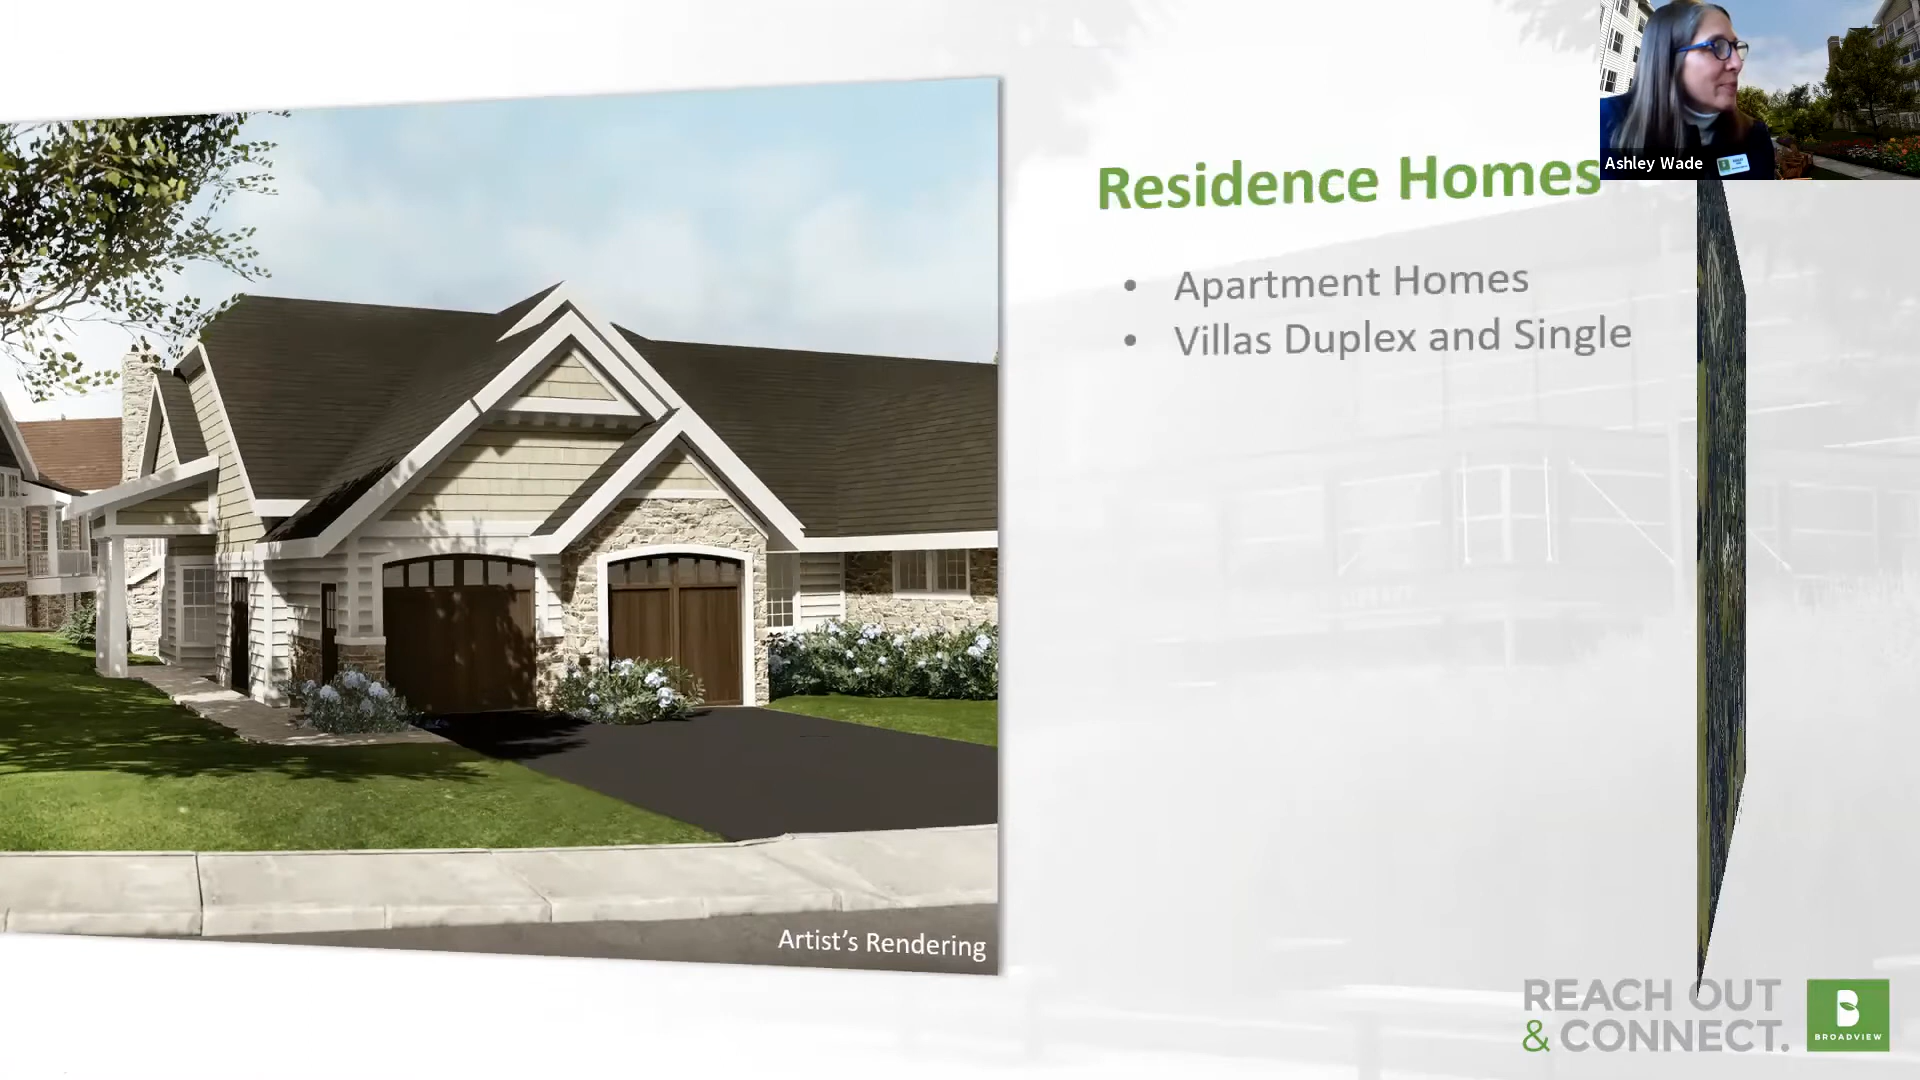 Ashley Wade
Residence Homes
• Apartment Homes
• Villas Duplex and Single
Artist’s Rendering
REACH OUT
& CONNECT.
B
BROADVIEW